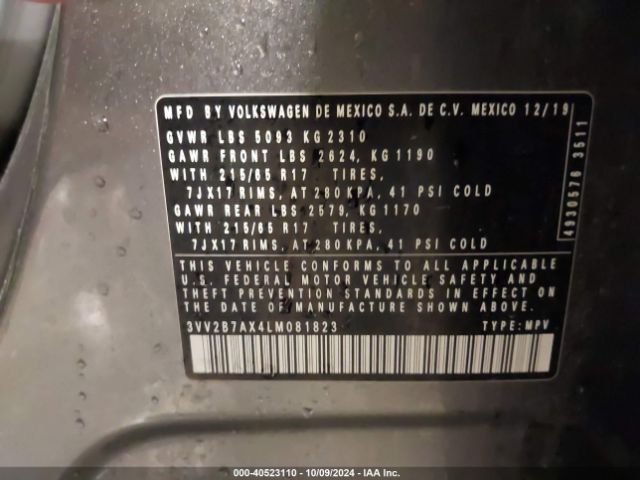 MFD BY VOLKSWAGEN DE MEXICO S.A. DE C.V. MEXICO 12/19
GVWR LBS 5093 KG 2310
GAWR FRONT LBS 2624, KG 1190
WITH 215/65 R17 TIRES,
7JX17 RIMS, AT 280 KPA, 41 PSI COLD
GAWR REAR LBS 2579, KG 1170
WITH 215/65 R17 TIRES,
7JX17 RIMS, AT 280 KPA, 41 PSI COLD
THIS VEHICLE CONFORMS TO ALL APPLICABLE
U.S. FEDERAL MOTOR VEHICLE SAFETY AND
THEFT PREVENTION STANDARDS IN EFFECT ON
THE DATE OF MANUFACTURE SHOWN ABOVE.
3VV2B7AX4LM081823 TYPE: MPV
4930576 3511
000-40523110 - 10/09/2024 - IAA Inc.